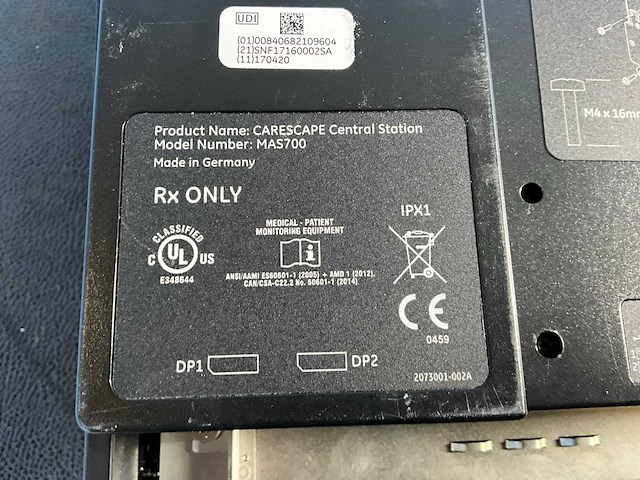 UDI
(01)00840682109604
(21)SNF17160002SA
(11)170420
M4 x 16mm
Product Name: CARESCAPE Central Station
Model Number: MAS700
Made in Germany
Rx ONLY
IPX1
CLASSIFIED
C UL US
E348644
MEDICAL - PATIENT
MONITORING EQUIPMENT
ANSI/AAMI ES60601-1 (2005) + AMD 1 (2012),
CAN/CSA-C22.2 No. 60601-1 (2014)
CE
0459
DP1
DP2
2073001-002A